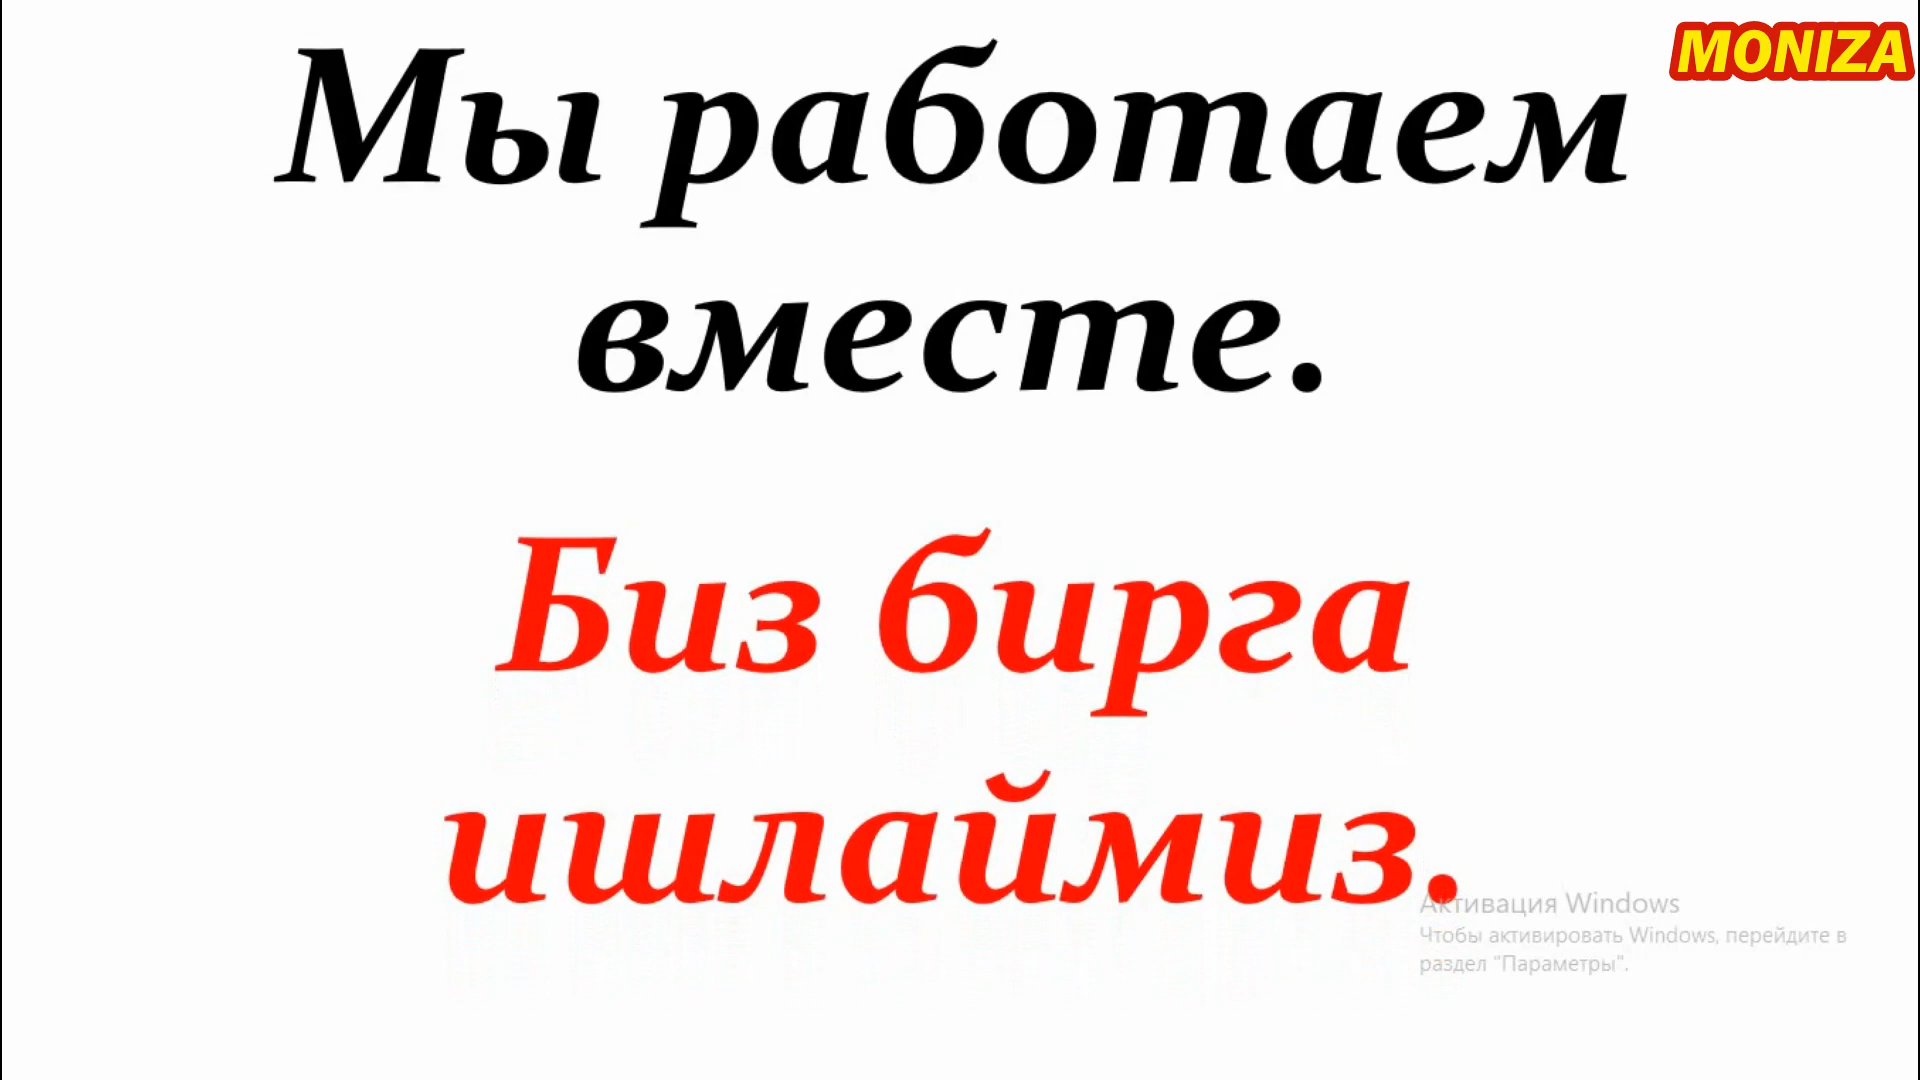 MONIZA
Мы работаем
вместе.
Биз бирга
ишлаймиз.
Активация Windows
Чтобы активировать Windows, перейдите в
раздел "Параметры".